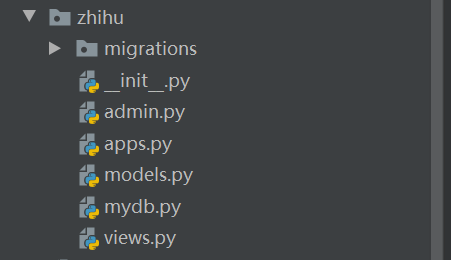 zhihu
migrations
__init__.py
admin.py
apps.py
models.py
mydb.py
views.py